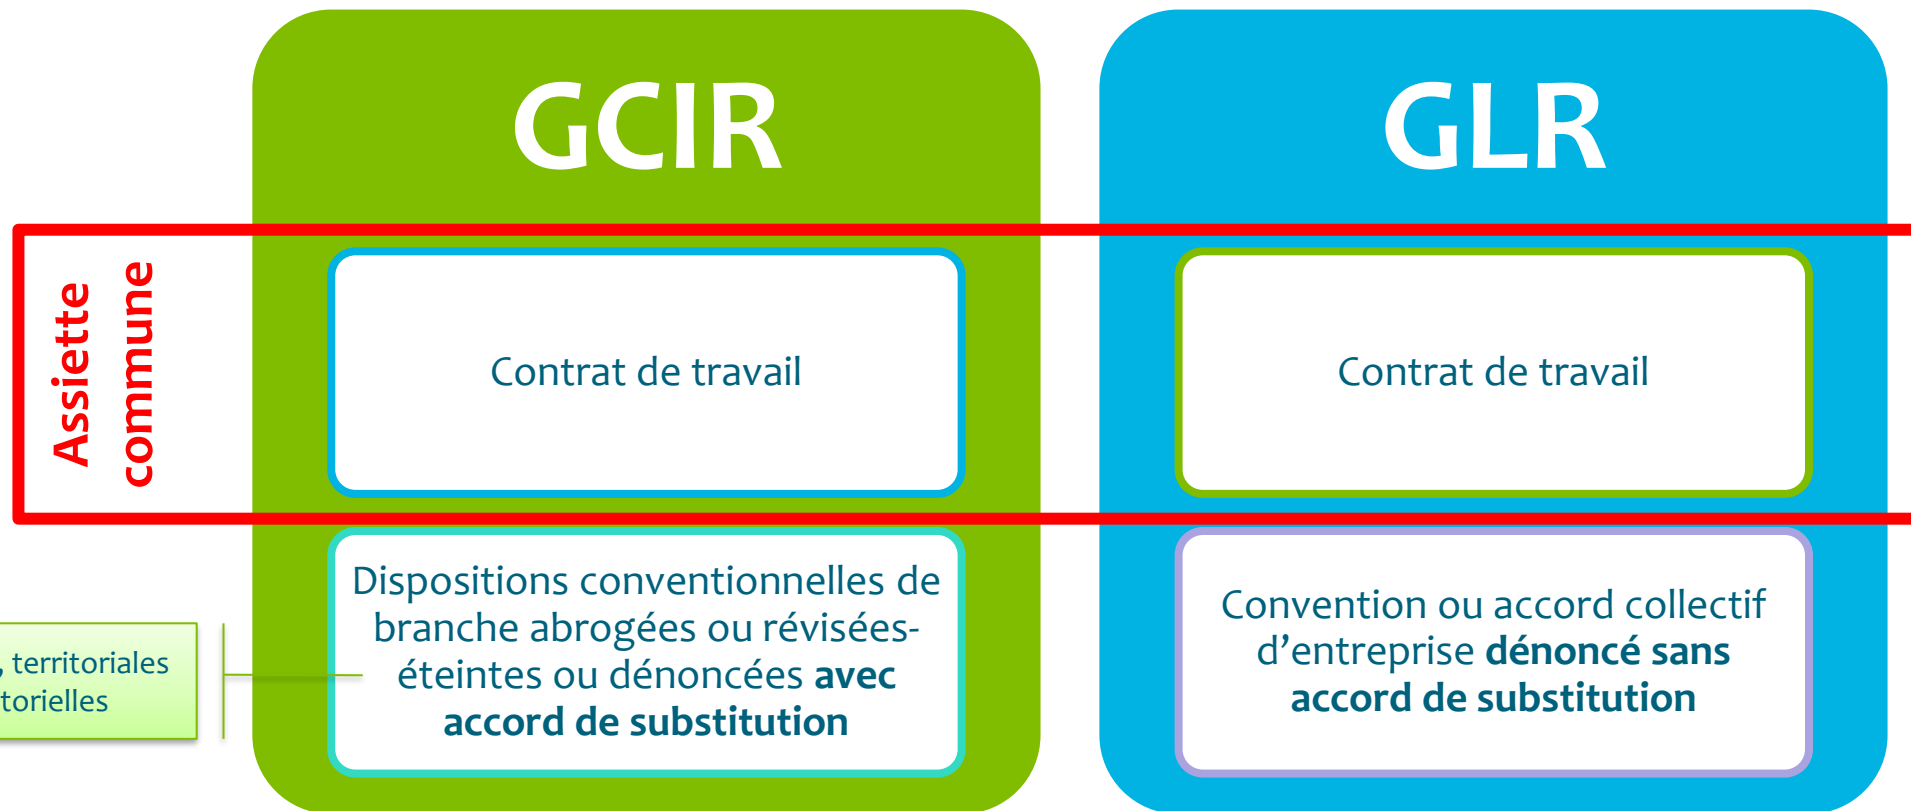 GCIR
GLR
Assiette
commune
Contrat de travail
Contrat de travail
Dispositions conventionnelles de
branche abrogées ou révisées-
éteintes ou dénoncées avec
accord de substitution
Convention ou accord collectif
d’entreprise dénoncé sans
accord de substitution
, territoriales
torielles